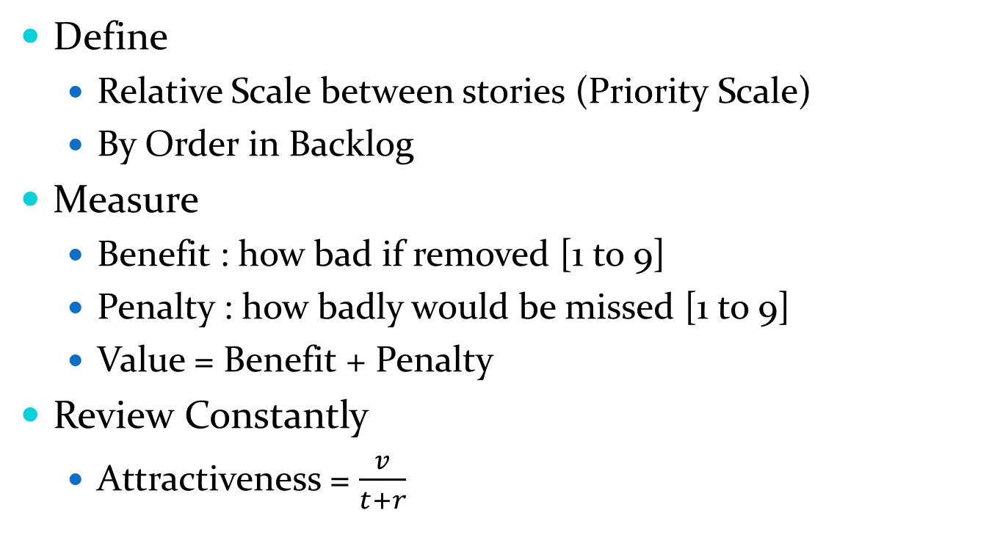 • Define
• Relative Scale between stories (Priority Scale)
• By Order in Backlog
• Measure
• Benefit : how bad if removed [1 to 9]
• Penalty : how badly would be missed [1 to 9]
• Value = Benefit + Penalty
• Review Constantly
• Attractiveness = v/(t+r)